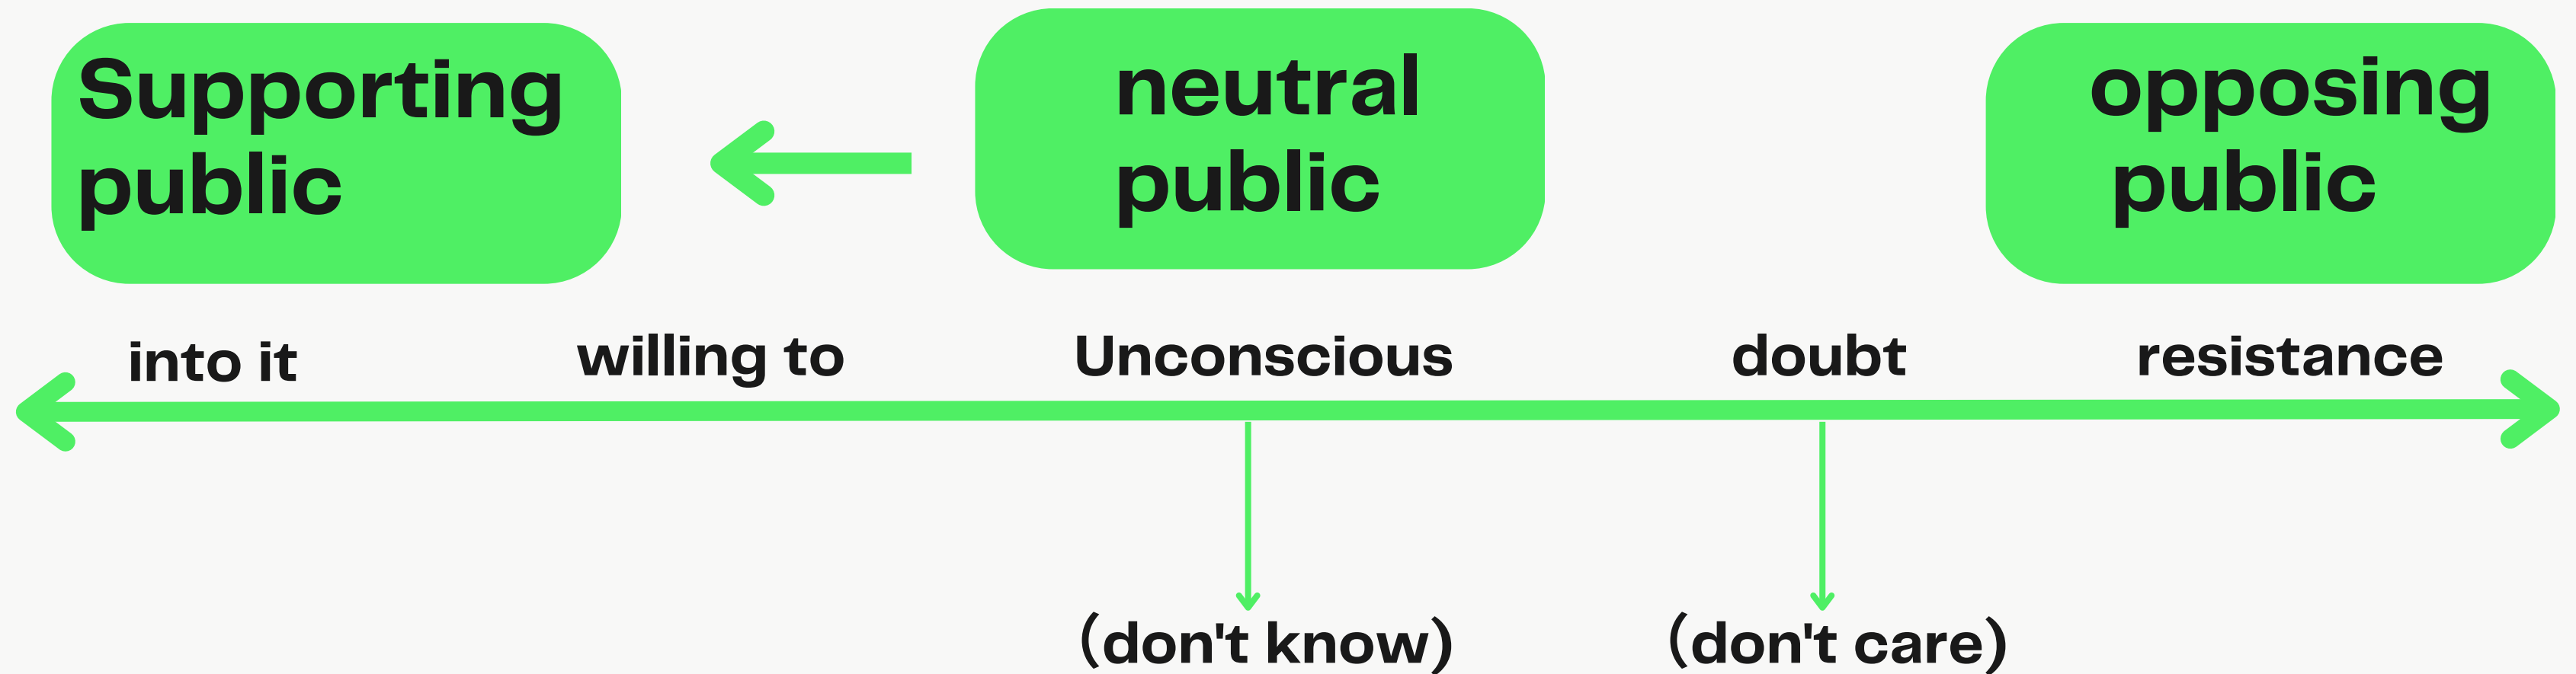 Supporting
public
neutral
public
opposing
public
into it
willing to
Unconscious
doubt
resistance
(don't know)
(don't care)